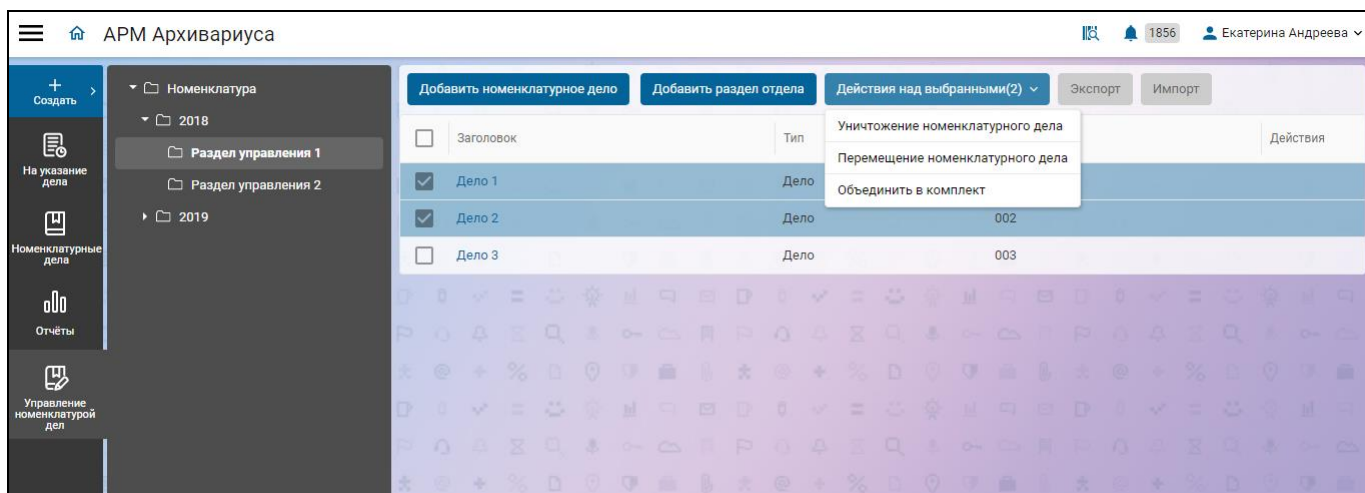 АРМ Архивариуса
1856
Екатерина Андреева
+ Создать
На указание
дела
Номенклатурные
дела
Отчёты
Управление
номенклатурой
дел
Номенклатура
2018
Раздел управления 1
Раздел управления 2
2019
Добавить номенклатурное дело
Добавить раздел отдела
Действия над выбранными(2)
Экспорт
Импорт
Уничтожение номенклатурного дела
Перемещение номенклатурного дела
Объединить в комплект
Заголовок Тип Действия
Дело 1 Дело
Дело 2 Дело 002
Дело 3 Дело 003